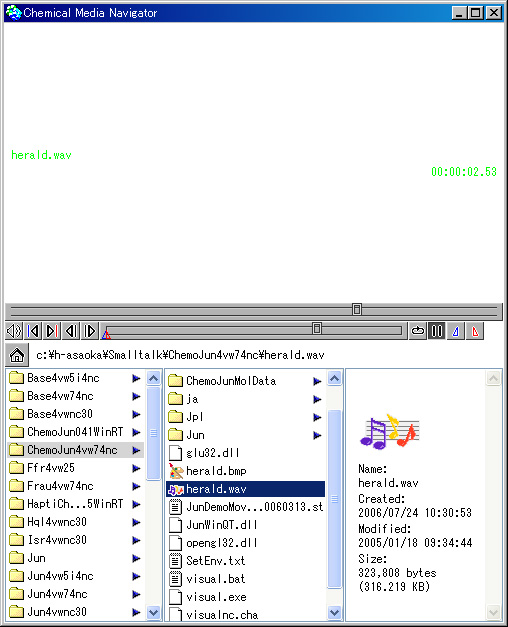 Chemical Media Navigator
herald.wav
00:00:02.53
c:¥h-asaoka¥Smalltalk¥ChemoJun4vw74nc¥herald.wav
Base4vw5i4nc
Base4vw74nc
Base4vwnc30
ChemoJun041WinRT
ChemoJun4vw74nc
Ffr4vw25
Frau4vw74nc
HaptiCh...5WinRT
Hql4vwnc30
Isr4vwnc30
Jun
Jun4vw5i4nc
Jun4vw74nc
Jun4vwnc30
ChemoJunMolData
ja
Jpl
Jun
glu32.dll
herald.bmp
herald.wav
JunDemoMov...0060313.st
JunWinQT.dll
opengl32.dll
SetEnv.txt
visual.bat
visual.exe
visualnc.cha
Name:
herald.wav
Created:
2006/07/24 10:30:53
Modified:
2005/01/18 09:34:44
Size:
323,808 bytes
(316.219 KB)